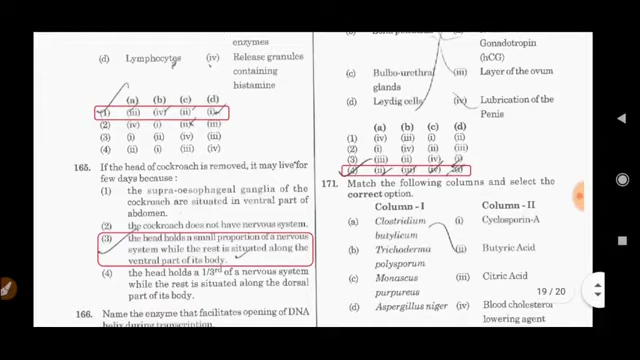 enzymes
(d) Lymphocytes (iv) Release granules
containing
histamine
(a) (b) (c) (d)
(1) (iii) (iv) (ii) (i)
(2) (iv) (i) (ii) (iii)
(3) (i) (ii) (iv) (iii)
(4) (ii) (i) (iii) (iv)
165. If the head of cockroach is removed, it may live for
few days because :
(1) the supra-oesophageal ganglia of the
cockroach are situated in ventral part of
abdomen.
(2) the cockroach does not have nervous system.
(3) the head holds a small proportion of a nervous
system while the rest is situated along the
ventral part of its body.
(4) the head holds a 1/3rd of a nervous system
while the rest is situated along the dorsal
part of its body.
166. Name the enzyme that facilitates opening of DNA
helix during transcription.
Gonadotropin
(hCG)
(c) Bulbo-urethral (iii) Layer of the ovum
glands
(d) Leydig cells (iv) Lubrication of the
Penis
(a) (b) (c) (d)
(1) (iv) (iii) (i) (ii)
(2) (i) (iv) (ii) (iii)
(3) (iii) (ii) (iv) (i)
(4) (ii) (iii) (iv) (i)
171. Match the following columns and select the
correct option.
Column - I Column - II
(a) Clostridium (i) Cyclosporin-A
butylicum
(b) Trichoderma (ii) Butyric Acid
polysporum
(c) Monascus (iii) Citric Acid
purpureus
(d) Aspergillus niger (iv) Blood cholesterol
lowering agent
19 / 20